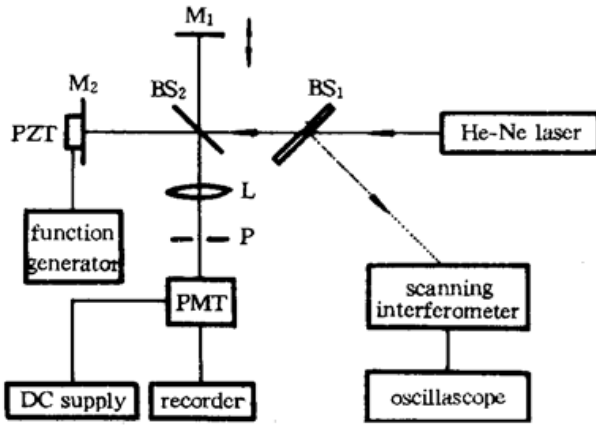 M1
M2
BS2
BS1
PZT
He-Ne laser
L
function
generator
P
PMT
scanning
interferometer
DC supply
recorder
oscillascope